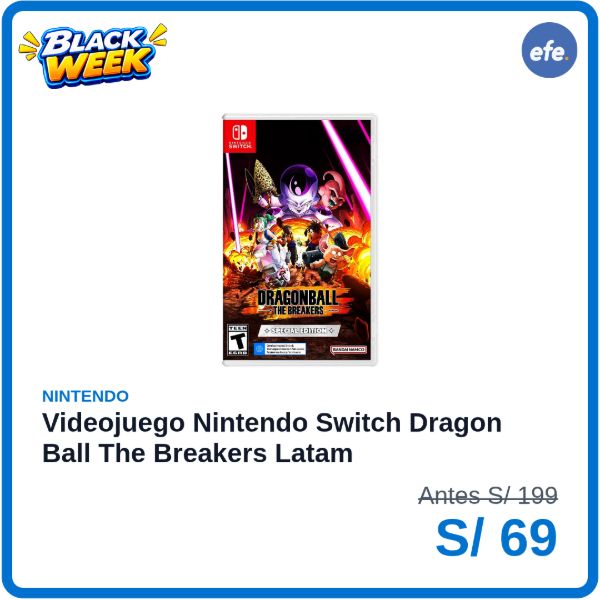 BLACK
WEEK
efe.
NINTENDO
SWITCH
DRAGONBALL
THE BREAKERS
SPECIAL EDITION
TEEN
T
ESRB
BANDAI NAMCO
NINTENDO
Videojuego Nintendo Switch Dragon
Ball The Breakers Latam
Antes S/ 199
S/ 69